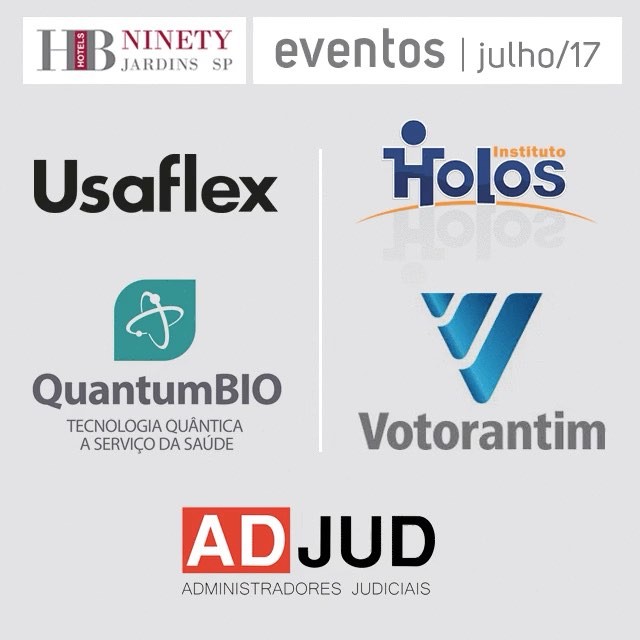 HB HOTELS
NINETY
JARDINS SP
eventos | julho/17
Usaflex
Instituto
Holos
QuantumBIO
TECNOLOGIA QUÂNTICA
A SERVIÇO DA SAÚDE
Votorantim
ADJUD
ADMINISTRADORES JUDICIAIS